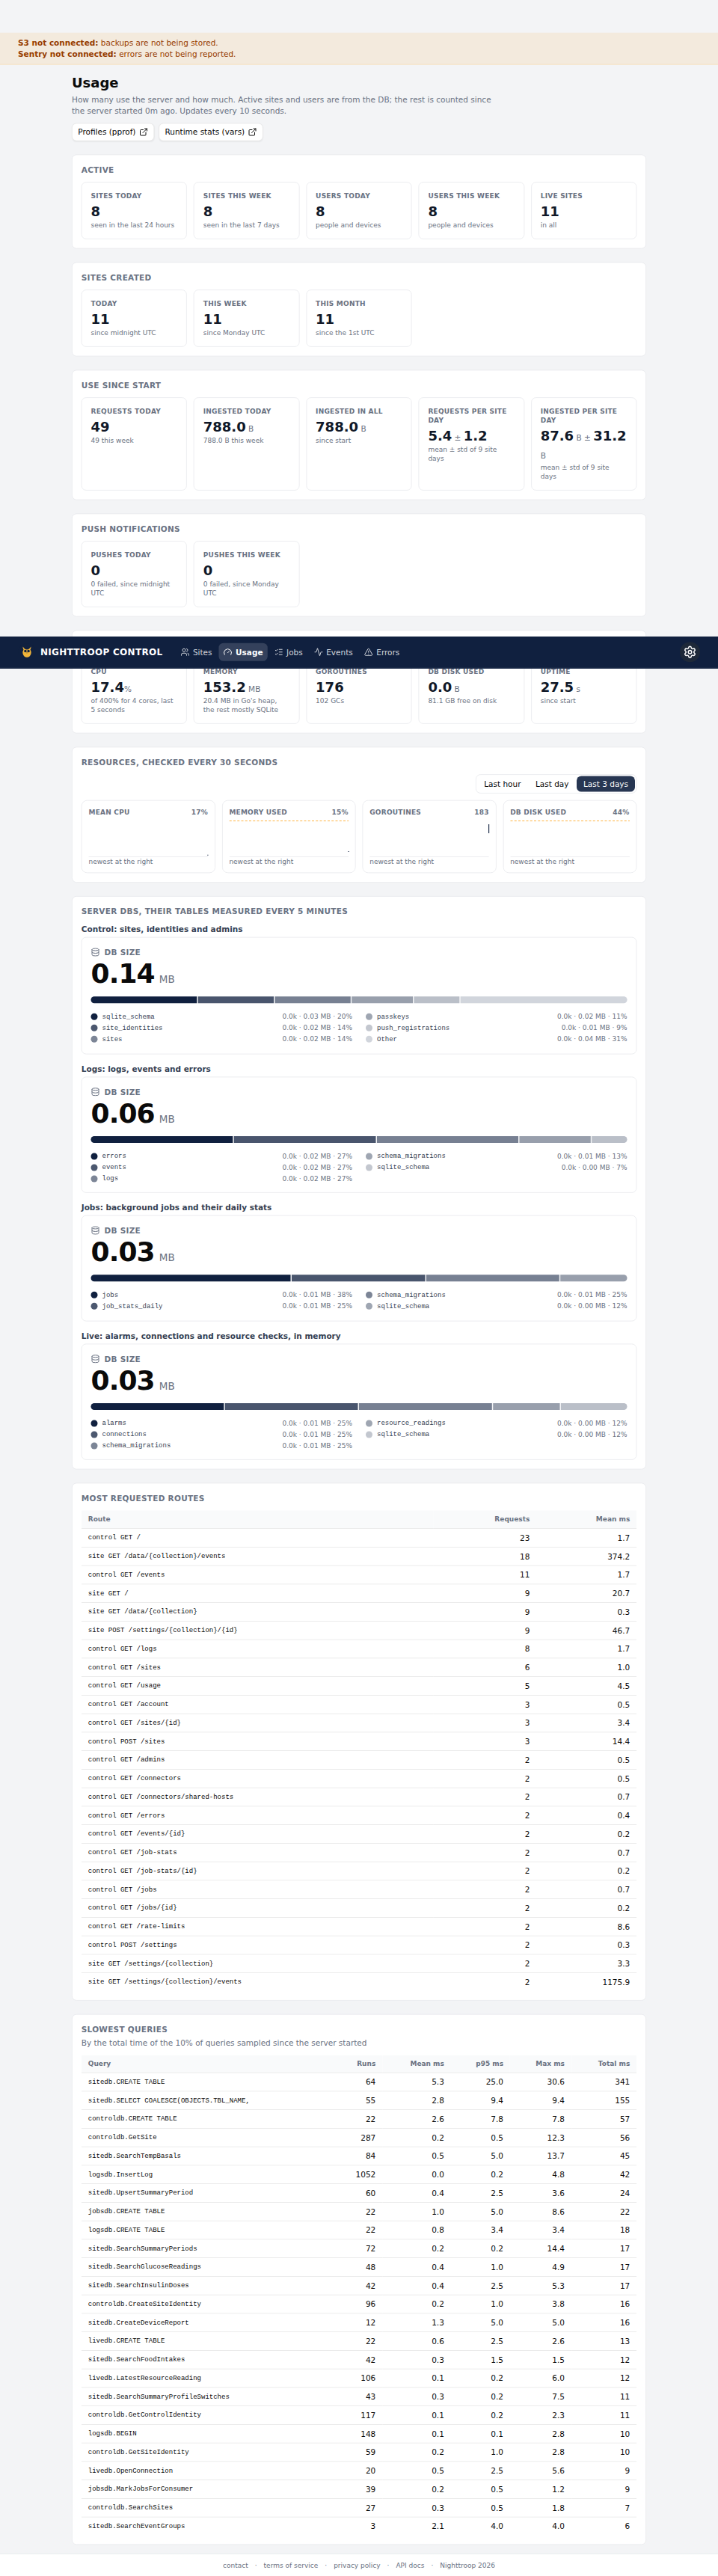 S3 not connected: backups are not being stored.
Sentry not connected: errors are not being reported.
Usage
How many use the server and how much. Active sites and users are from the DB; the rest is counted since
the server started 0m ago. Updates every 10 seconds.
Profiles (pprof) Runtime stats (vars)
ACTIVE
SITES TODAY SITES THIS WEEK USERS TODAY USERS THIS WEEK LIVE SITES
8 8 8 8 11
seen in the last 24 hours seen in the last 7 days people and devices people and devices in all
SITES CREATED
TODAY THIS WEEK THIS MONTH
11 11 11
since midnight UTC since Monday UTC since the 1st UTC
USE SINCE START
REQUESTS TODAY INGESTED TODAY INGESTED IN ALL REQUESTS PER SITE DAY INGESTED PER SITE DAY
49 788.0 B 788.0 B 5.4 ± 1.2 87.6 B ± 31.2 B
49 this week 788.0 B this week since start mean ± std of 9 site days mean ± std of 9 site days
PUSH NOTIFICATIONS
PUSHES TODAY PUSHES THIS WEEK
0 0
0 failed, since midnight UTC 0 failed, since Monday UTC
NIGHTTROOP CONTROL Sites Usage Jobs Events Errors
CPU MEMORY GOROUTINES DB DISK USED UPTIME
17.4% 153.2 MB 176 0.0 B 27.5 s
of 400% for 4 cores, last 5 seconds 20.4 MB in Go's heap, the rest mostly SQLite 102 GCs 81.1 GB free on disk since start
RESOURCES, CHECKED EVERY 30 SECONDS
Last hour Last day Last 3 days
MEAN CPU 17% MEMORY USED 15% GOROUTINES 183 DB DISK USED 44%
newest at the right newest at the right newest at the right newest at the right
SERVER DBS, THEIR TABLES MEASURED EVERY 5 MINUTES
Control: sites, identities and admins
DB SIZE
0.14 MB
sqlite_schema 0.0k · 0.03 MB · 20% passkeys 0.0k · 0.02 MB · 11%
site_identities 0.0k · 0.02 MB · 14% push_registrations 0.0k · 0.01 MB · 9%
sites 0.0k · 0.02 MB · 14% Other 0.0k · 0.04 MB · 31%
Logs: logs, events and errors
DB SIZE
0.06 MB
errors 0.0k · 0.02 MB · 27% schema_migrations 0.0k · 0.01 MB · 13%
events 0.0k · 0.02 MB · 27% sqlite_schema 0.0k · 0.00 MB · 7%
logs 0.0k · 0.02 MB · 27%
Jobs: background jobs and their daily stats
DB SIZE
0.03 MB
jobs 0.0k · 0.01 MB · 38% schema_migrations 0.0k · 0.01 MB · 25%
job_stats_daily 0.0k · 0.01 MB · 25% sqlite_schema 0.0k · 0.00 MB · 12%
Live: alarms, connections and resource checks, in memory
DB SIZE
0.03 MB
alarms 0.0k · 0.01 MB · 25% resource_readings 0.0k · 0.00 MB · 12%
connections 0.0k · 0.01 MB · 25% sqlite_schema 0.0k · 0.00 MB · 12%
schema_migrations 0.0k · 0.01 MB · 25%
MOST REQUESTED ROUTES
Route Requests Mean ms
control GET / 23 1.7
site GET /data/{collection}/events 18 374.2
control GET /events 11 1.7
site GET / 9 20.7
site GET /data/{collection} 9 0.3
site POST /settings/{collection}/{id} 9 46.7
control GET /logs 8 1.7
control GET /sites 6 1.0
control GET /usage 5 4.5
control GET /account 3 0.5
control GET /sites/{id} 3 3.4
control POST /sites 3 14.4
control GET /admins 2 0.5
control GET /connectors 2 0.5
control GET /connectors/shared-hosts 2 0.7
control GET /errors 2 0.4
control GET /events/{id} 2 0.2
control GET /job-stats 2 0.7
control GET /job-stats/{id} 2 0.2
control GET /jobs 2 0.7
control GET /jobs/{id} 2 0.2
control GET /rate-limits 2 8.6
control POST /settings 2 0.3
site GET /settings/{collection} 2 3.3
site GET /settings/{collection}/events 2 1175.9
SLOWEST QUERIES
By the total time of the 10% of queries sampled since the server started
Query Runs Mean ms p95 ms Max ms Total ms
sitedb.CREATE TABLE 64 5.3 25.0 30.6 341
sitedb.SELECT COALESCE(OBJECTS.TBL_NAME, 55 2.8 9.4 9.4 155
controldb.CREATE TABLE 22 2.6 7.8 7.8 57
controldb.GetSite 287 0.2 0.5 12.3 56
sitedb.SearchTempBasals 84 0.5 5.0 13.7 45
logsdb.InsertLog 1052 0.0 0.2 4.8 42
sitedb.UpsertSummaryPeriod 60 0.4 2.5 3.6 24
jobsdb.CREATE TABLE 22 1.0 5.0 8.6 22
logsdb.CREATE TABLE 22 0.8 3.4 3.4 18
sitedb.SearchSummaryPeriods 72 0.2 0.2 14.4 17
sitedb.SearchGlucoseReadings 48 0.4 1.0 4.9 17
sitedb.SearchInsulinDoses 42 0.4 2.5 5.3 17
controldb.CreateSiteIdentity 96 0.2 1.0 3.8 16
sitedb.CreateDeviceReport 12 1.3 5.0 5.0 16
livedb.CREATE TABLE 22 0.6 2.5 2.6 13
sitedb.SearchFoodIntakes 42 0.3 1.5 1.5 12
livedb.LatestResourceReading 106 0.1 0.2 6.0 12
sitedb.SearchSummaryProfileSwitches 43 0.3 0.2 7.5 11
controldb.GetControlIdentity 117 0.1 0.2 2.3 11
logsdb.BEGIN 148 0.1 0.1 2.8 10
controldb.GetSiteIdentity 59 0.2 1.0 2.8 10
livedb.OpenConnection 20 0.5 2.5 5.6 9
jobsdb.MarkJobsForConsumer 39 0.2 0.5 1.2 9
controldb.SearchSites 27 0.3 0.5 1.8 7
sitedb.SearchEventGroups 3 2.1 4.0 4.0 6
contact · terms of service · privacy policy · API docs · Nighttroop 2026